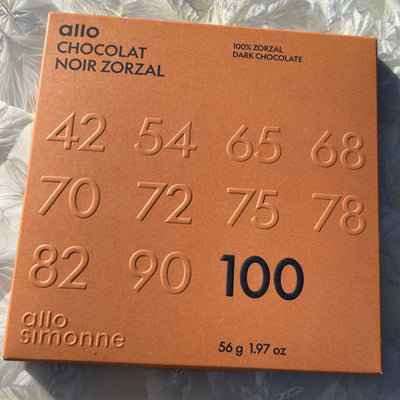 allo
CHOCOLAT
NOIR ZORZAL
100% ZORZAL
DARK CHOCOLATE
42 54 65 68
70 72 75 78
82 90 100
allo
simonne
56 g 1.97 oz